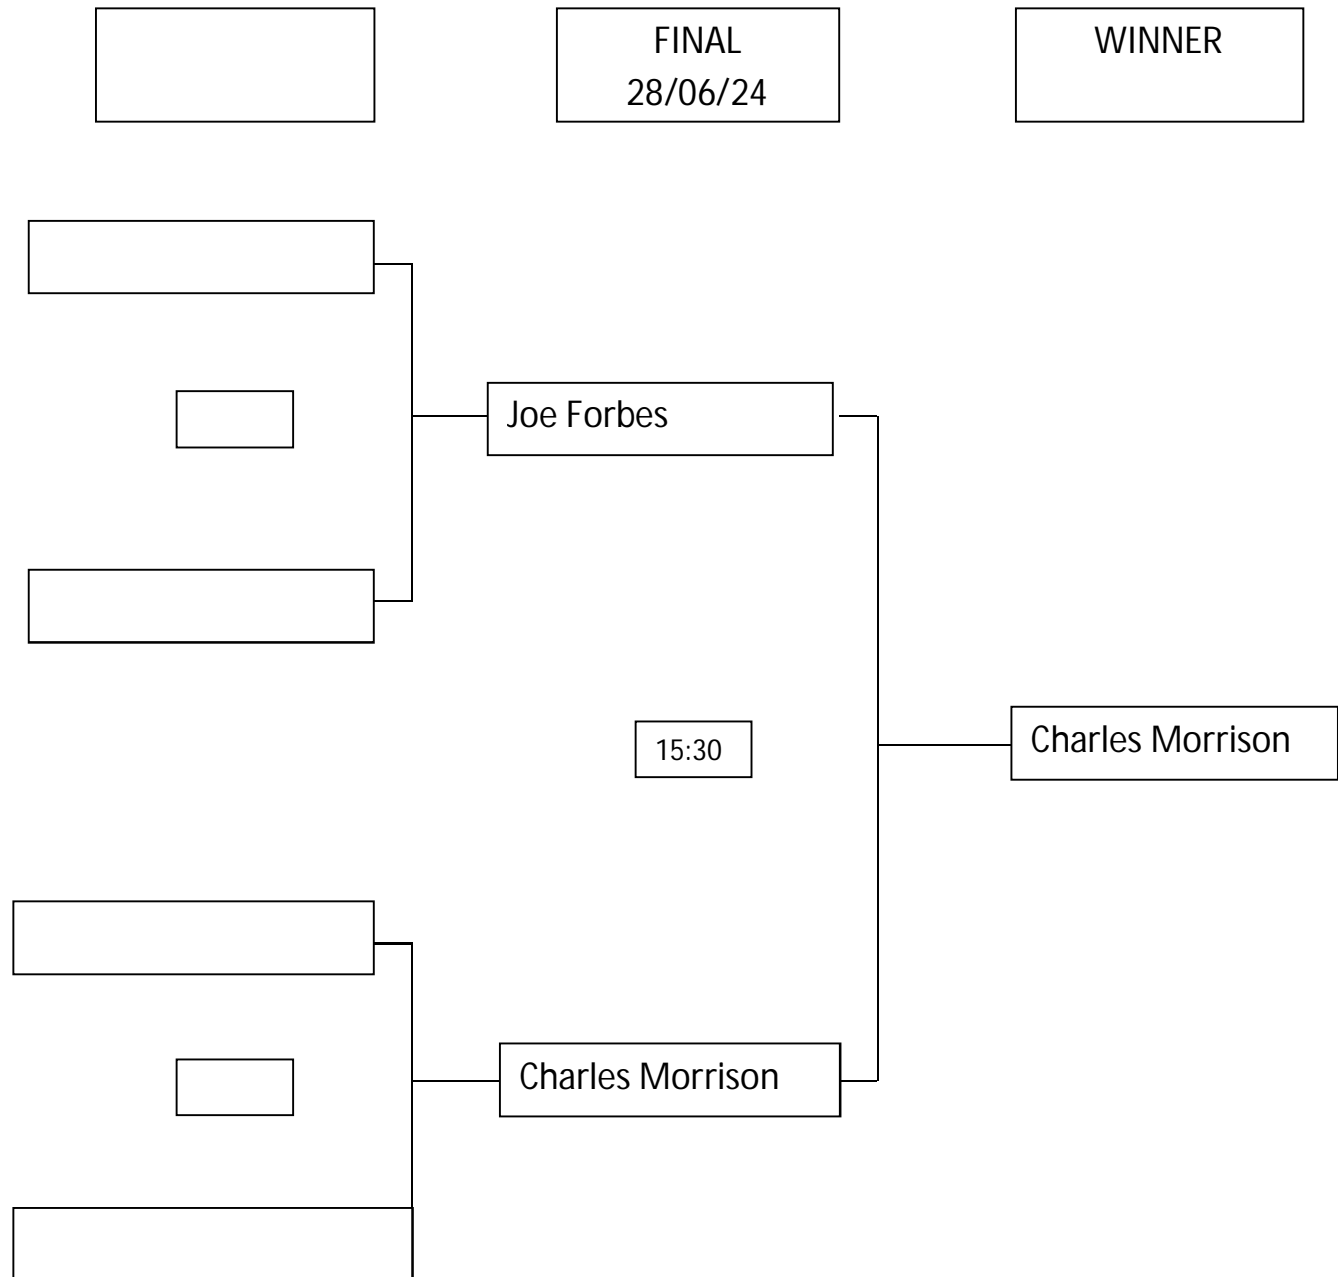 FINAL
28/06/24
WINNER
Joe Forbes
15:30
Charles Morrison
Charles Morrison